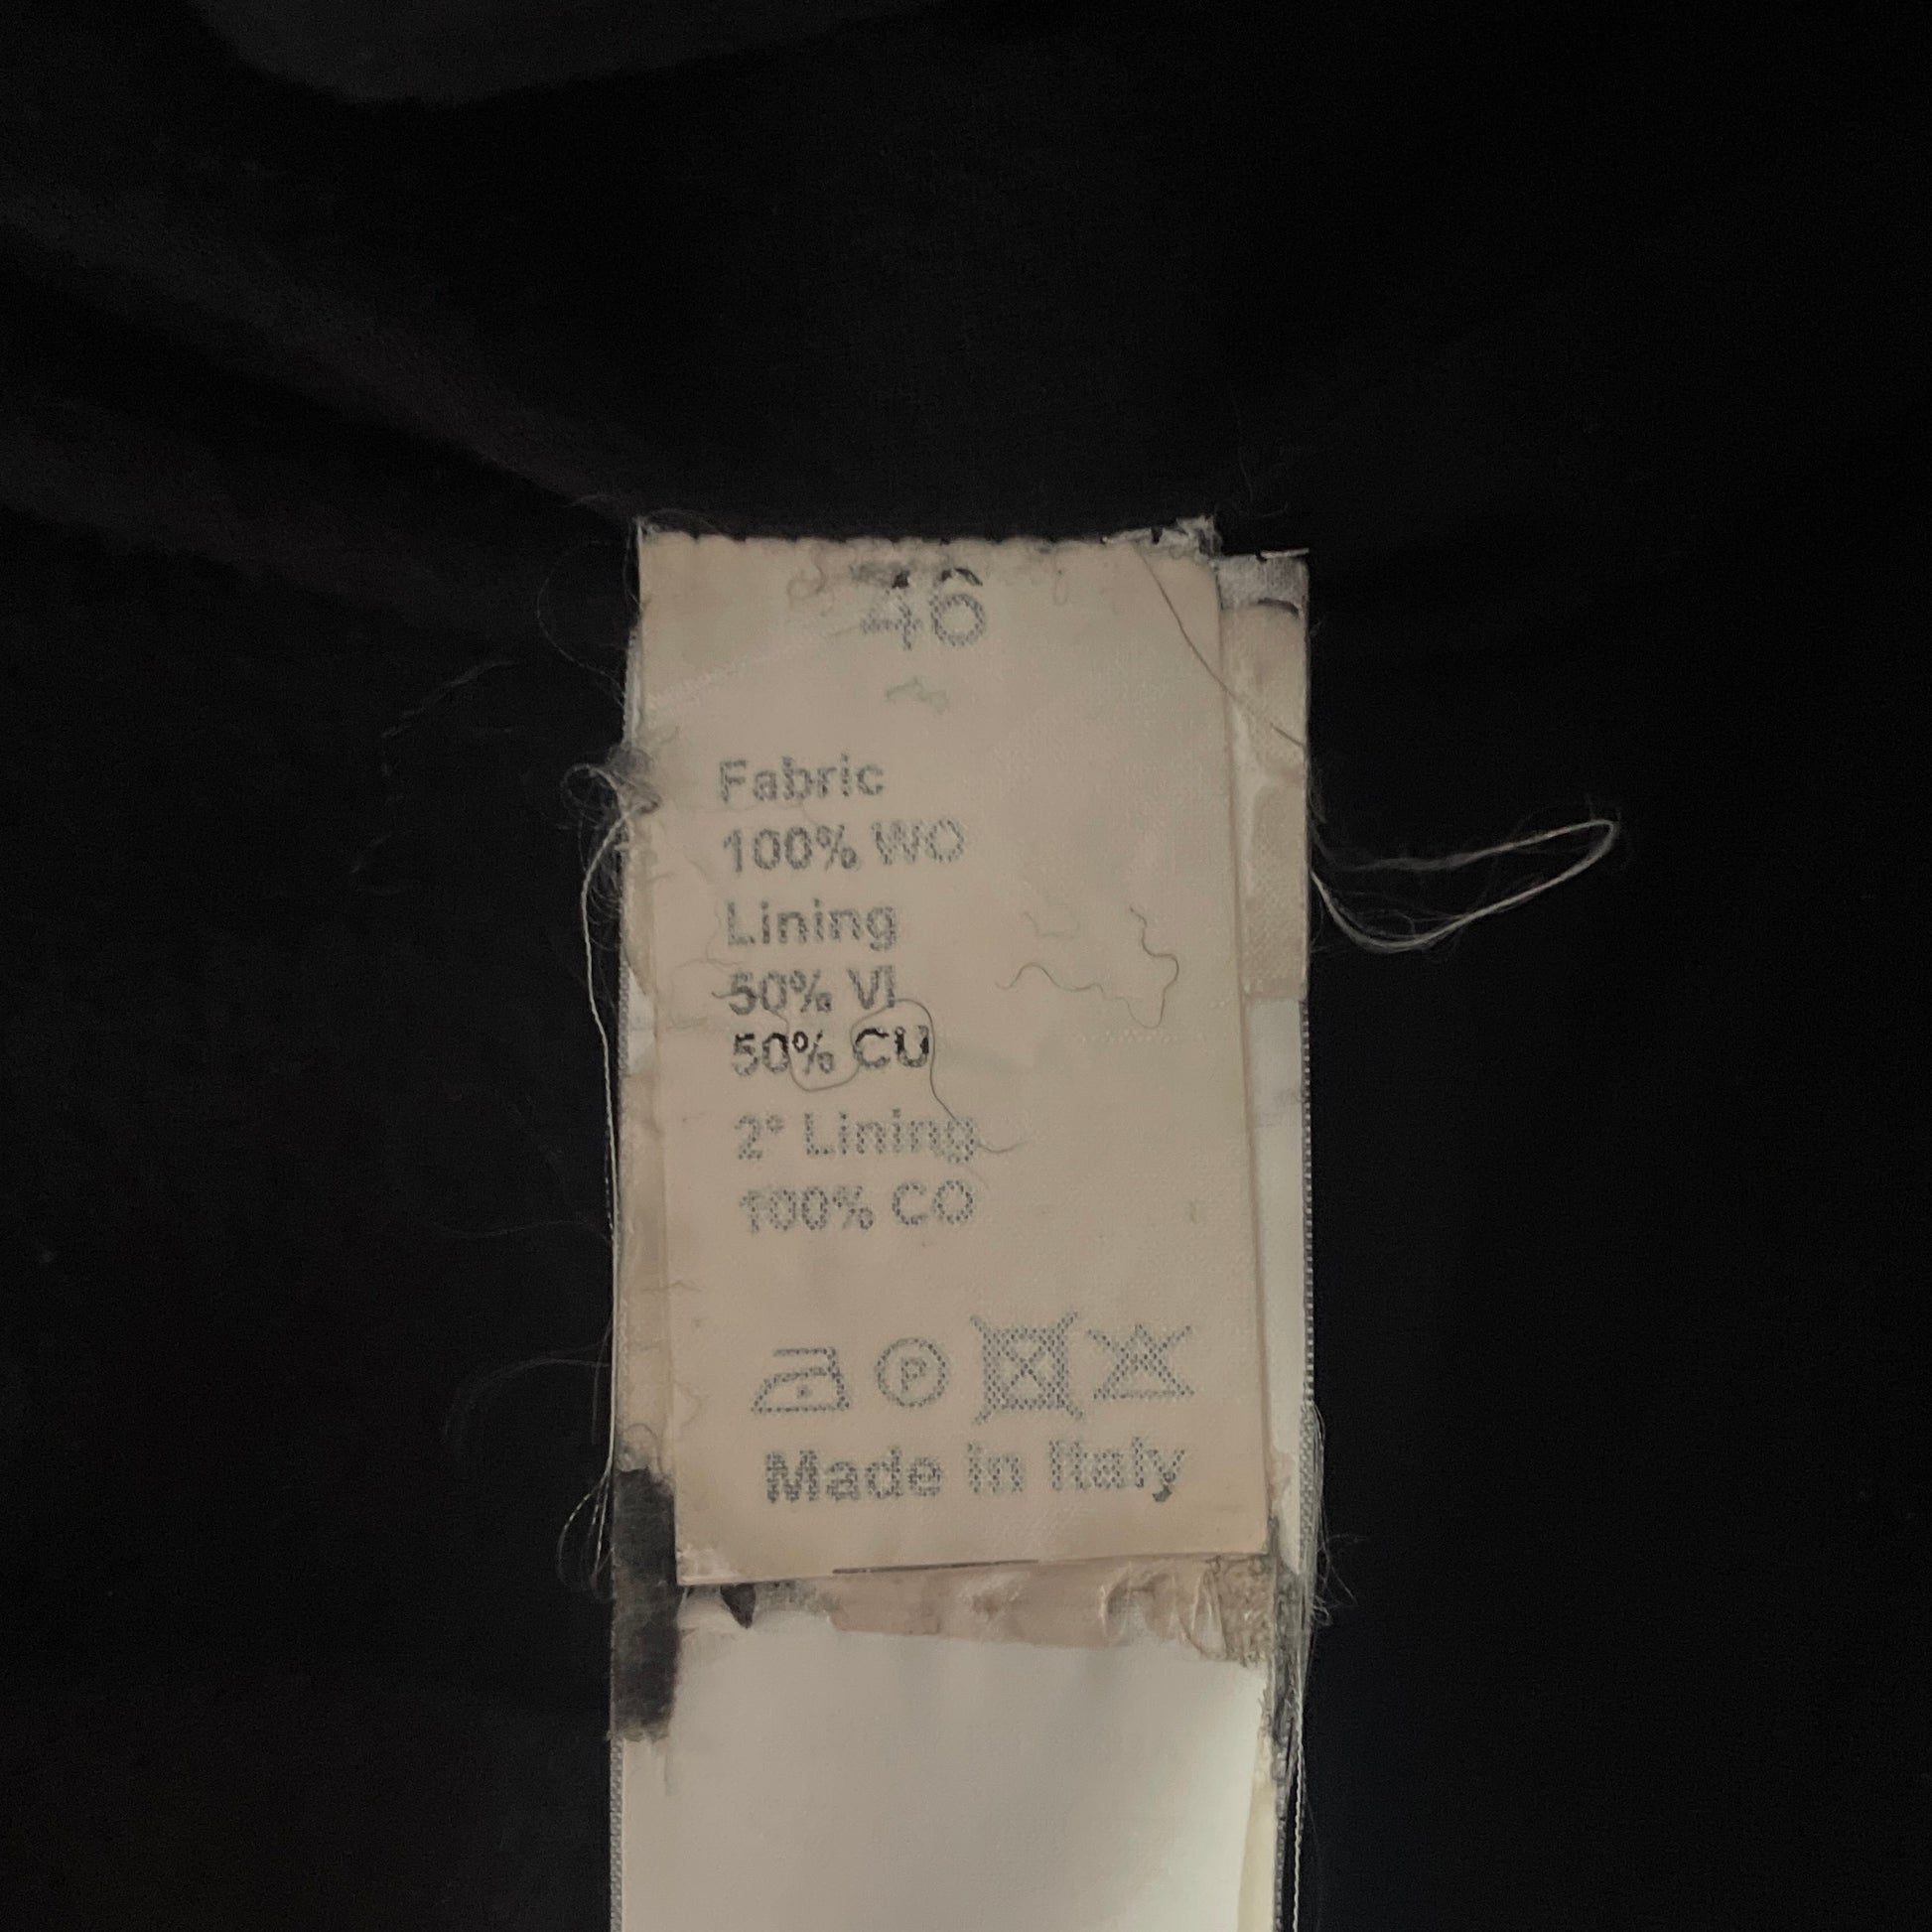 46
Fabric
100% WO
Lining
50% VI
50% CU
2° Lining
100% CO
P
Made in Italy